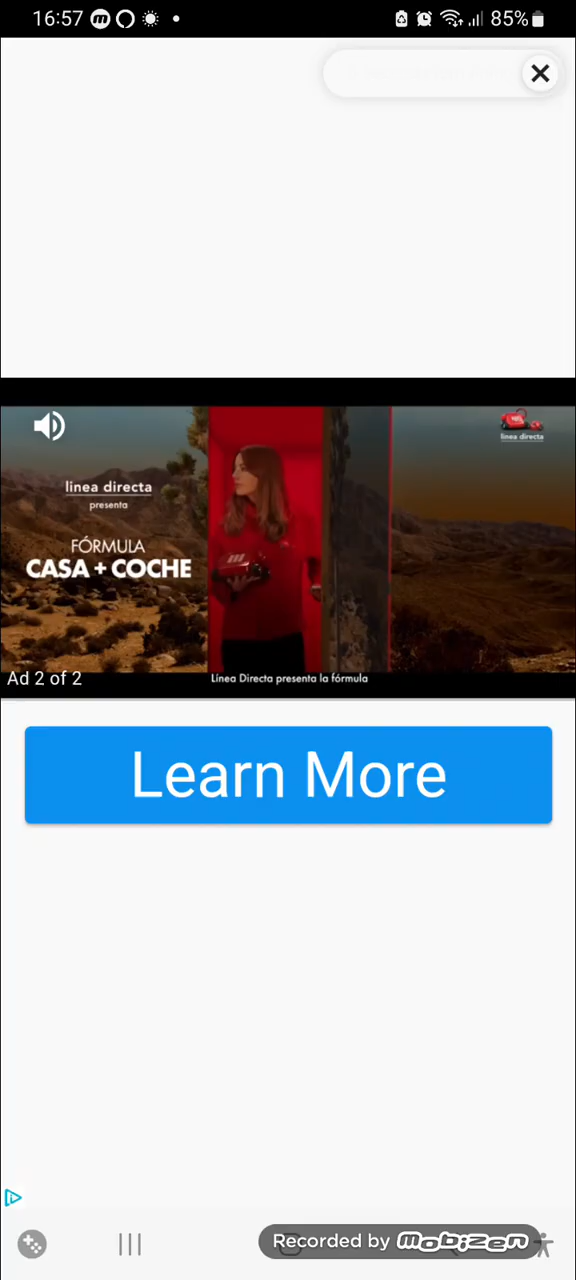 16:57
85%
linea directa
linea directa
presenta
FÓRMULA
CASA + COCHE
Ad 2 of 2
Línea Directa presenta la fórmula
Learn More
Recorded by mobizen